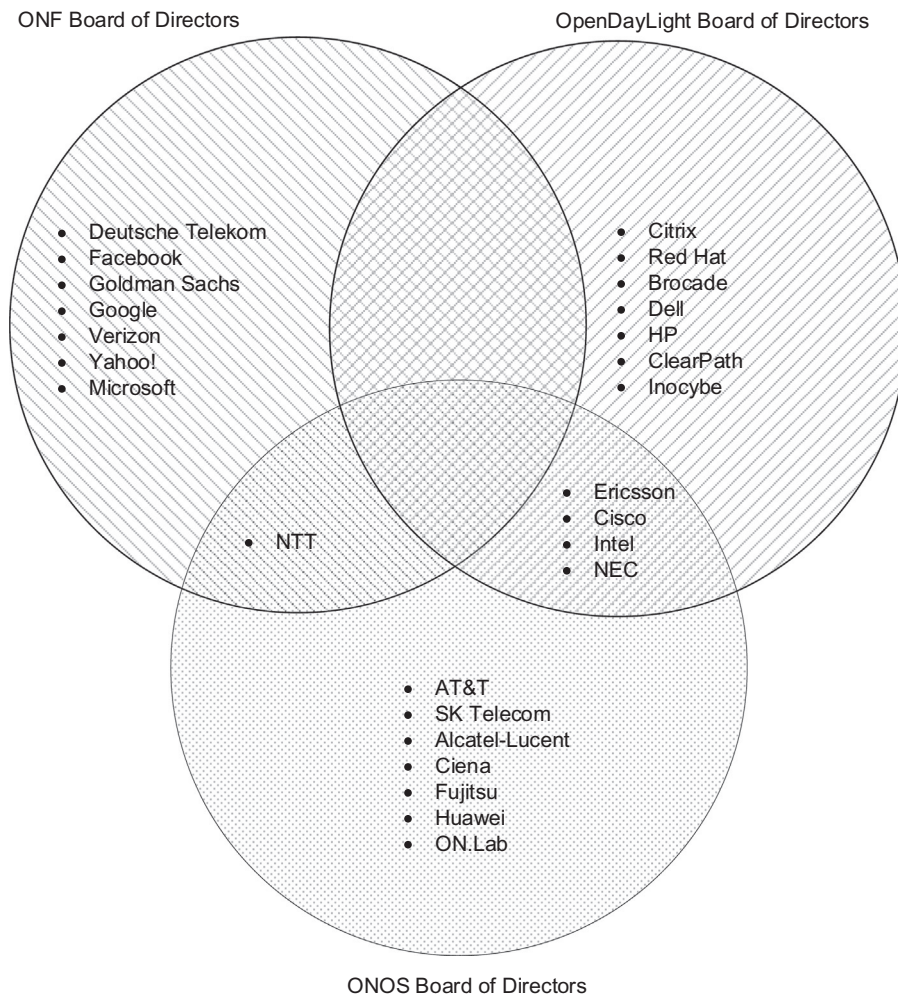 ONF Board of Directors
OpenDayLight Board of Directors
• Deutsche Telekom
• Facebook
• Goldman Sachs
• Google
• Verizon
• Yahoo!
• Microsoft
• Citrix
• Red Hat
• Brocade
• Dell
• HP
• ClearPath
• Inocybe
• NTT
• Ericsson
• Cisco
• Intel
• NEC
• AT&T
• SK Telecom
• Alcatel-Lucent
• Ciena
• Fujitsu
• Huawei
• ON.Lab
ONOS Board of Directors